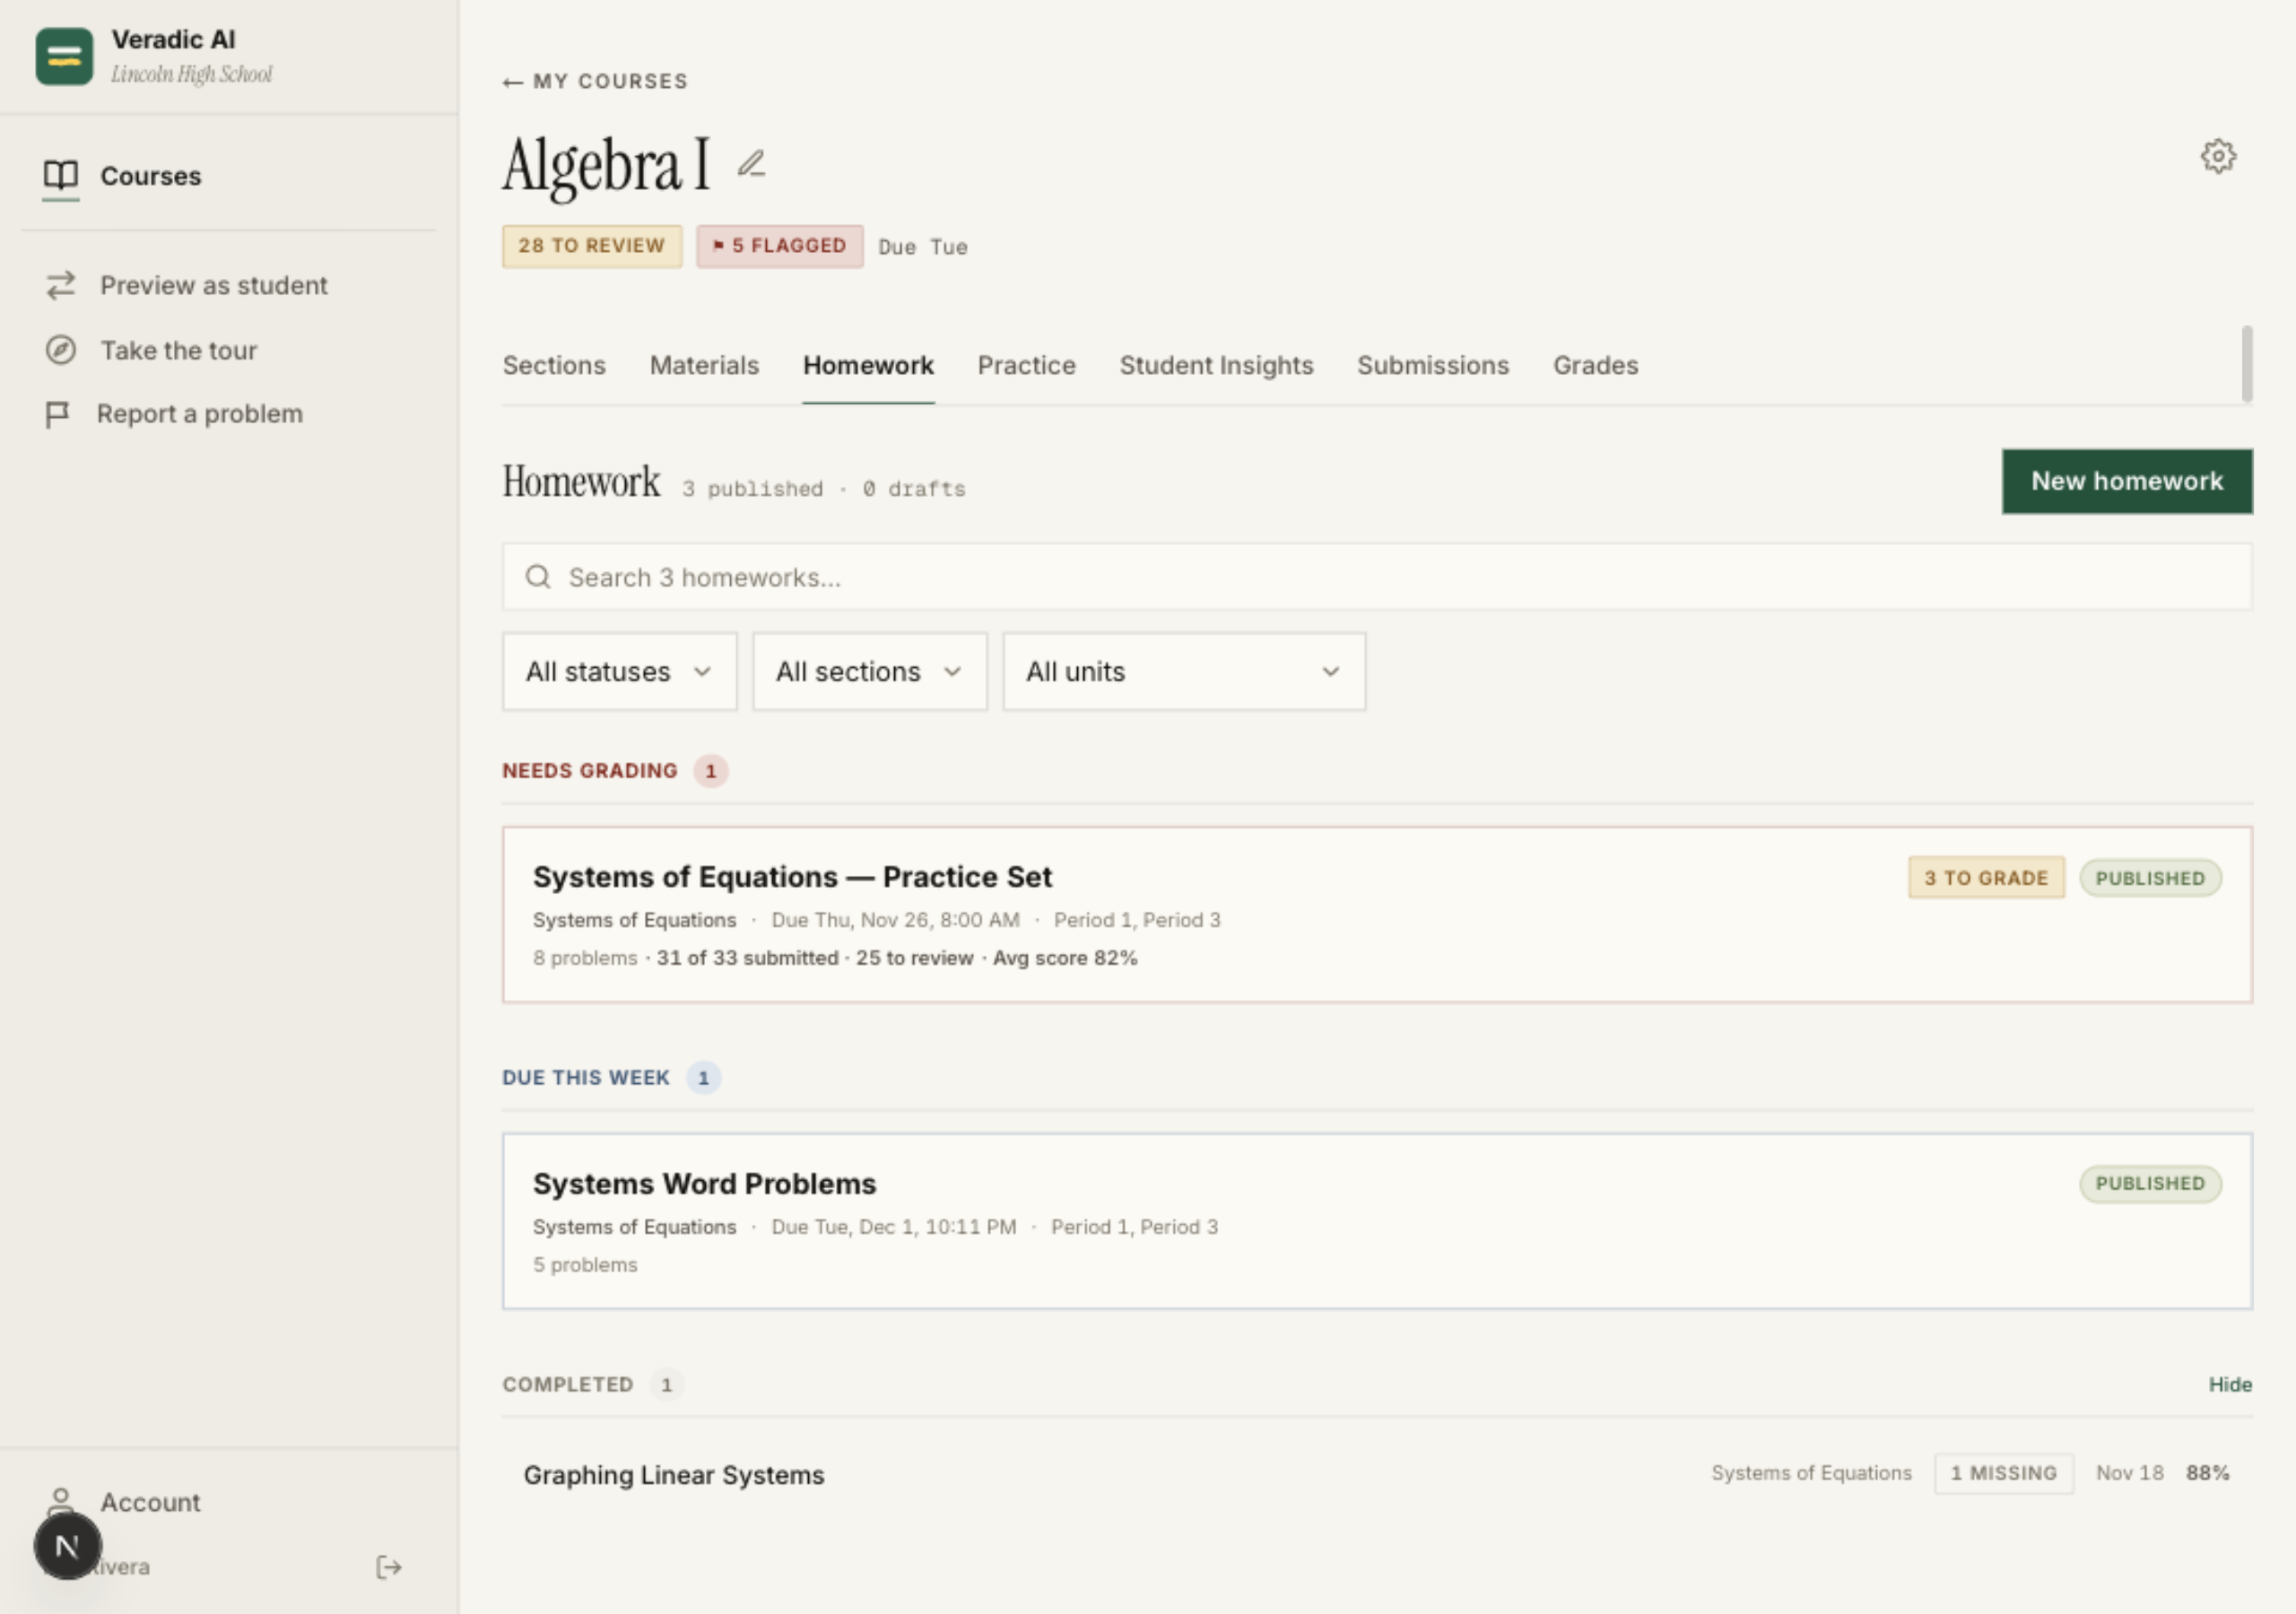 Veradic AI
Lincoln High School
Courses
Preview as student
Take the tour
Report a problem
Account
ivera
N
← MY COURSES
Algebra I
28 TO REVIEW
5 FLAGGED
Due Tue
Sections Materials Homework Practice Student Insights Submissions Grades
Homework 3 published · 0 drafts
New homework
Search 3 homeworks...
All statuses All sections All units
NEEDS GRADING 1
Systems of Equations — Practice Set
3 TO GRADE PUBLISHED
Systems of Equations · Due Thu, Nov 26, 8:00 AM · Period 1, Period 3
8 problems · 31 of 33 submitted · 25 to review · Avg score 82%
DUE THIS WEEK 1
Systems Word Problems
PUBLISHED
Systems of Equations · Due Tue, Dec 1, 10:11 PM · Period 1, Period 3
5 problems
COMPLETED 1
Hide
Graphing Linear Systems
Systems of Equations 1 MISSING Nov 18 88%